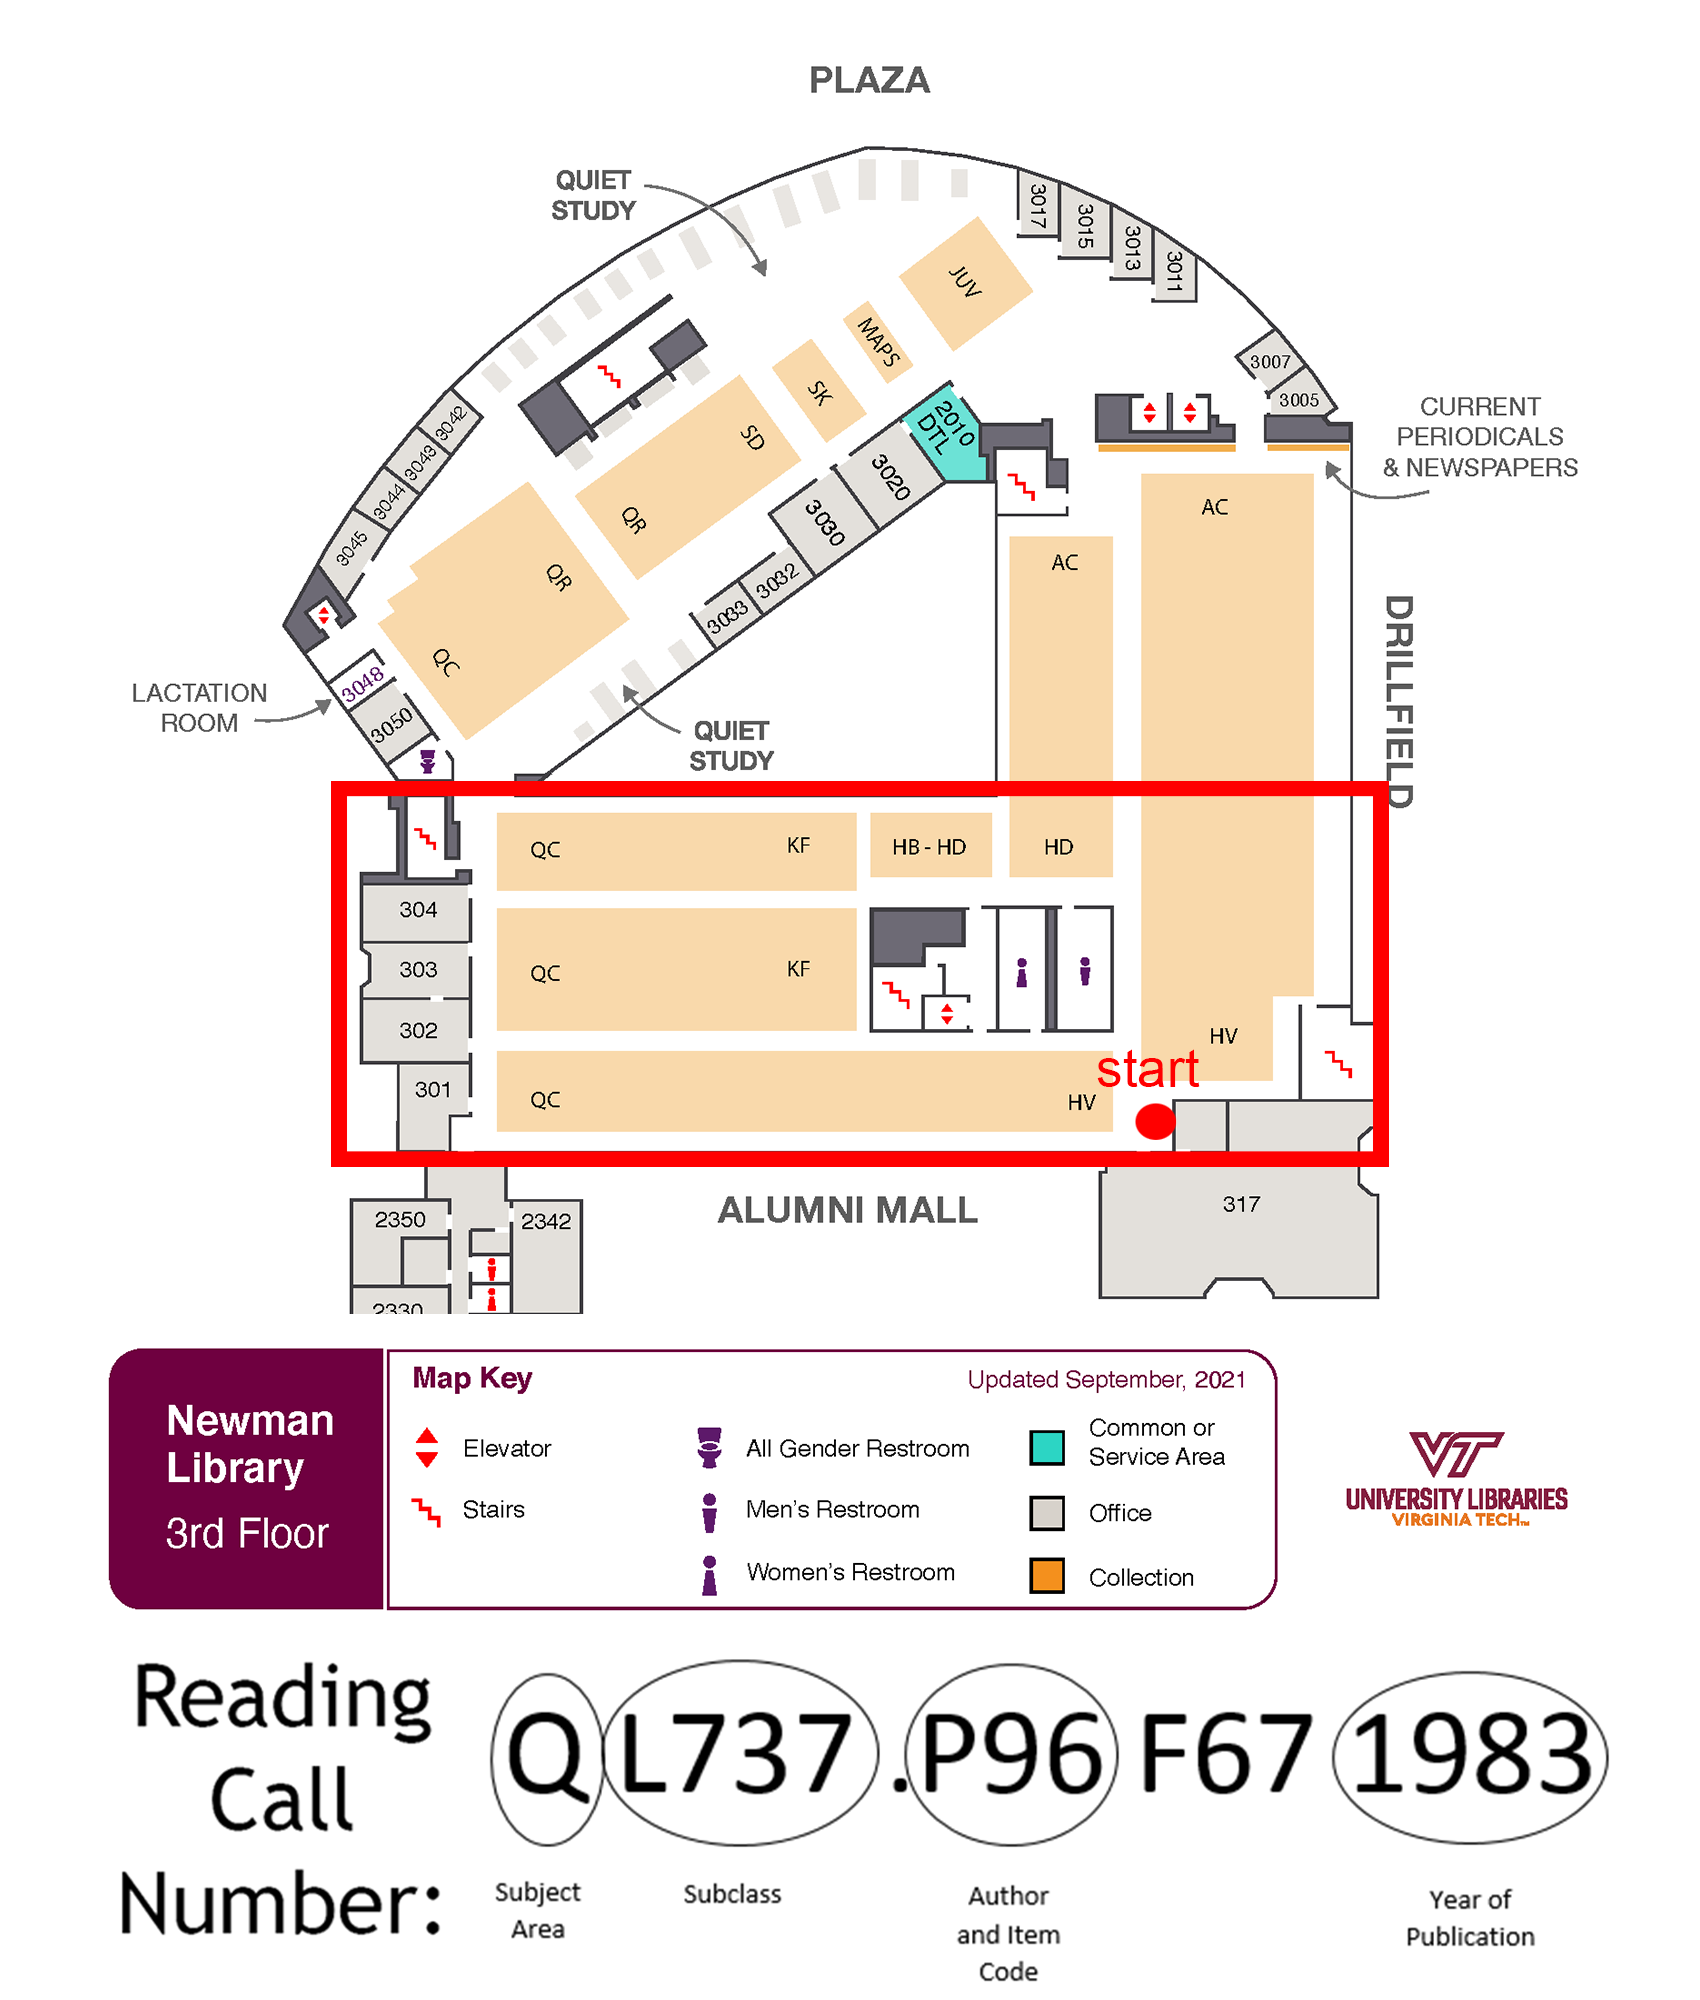 PLAZA
QUIET
STUDY
3017
3015
3013
3011
JUV
MAPS
SK
3007
3005
CURRENT
PERIODICALS
& NEWSPAPERS
3042
3043
3044
3045
SD
QR
2010
DTL
3020
3030
3032
3033
AC
AC
QR
QC
DRILLFIELD
LACTATION
ROOM
3048
3050
QUIET
STUDY
QC
KF
HB - HD
HD
304
303
302
301
QC
KF
HV
start
QC
HV
ALUMNI MALL
317
2350
2342
2330
Newman
Library
3rd Floor
Map Key
Updated September, 2021
Elevator
Stairs
All Gender Restroom
Men's Restroom
Women's Restroom
Common or
Service Area
Office
Collection
VT
UNIVERSITY LIBRARIES
VIRGINIA TECH™
Reading
Call
Number:
QL737.P96 F67 1983
Subject
Area
Subclass
Author
and Item
Code
Year of
Publication